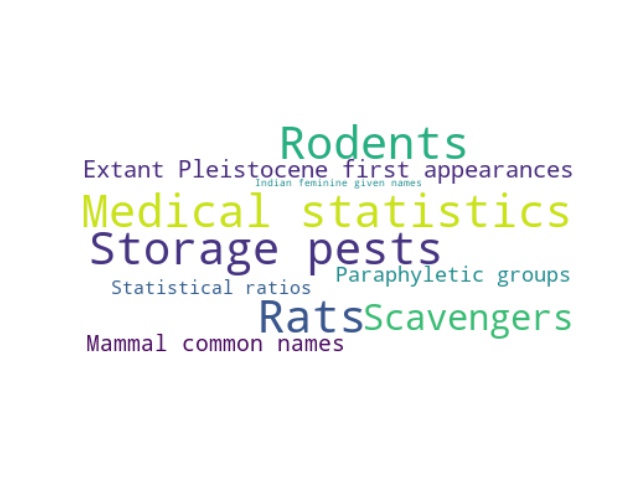 Rodents
Extant Pleistocene first appearances
Indian feminine given names
Medical statistics
Storage pests
Paraphyletic groups
Statistical ratios
Rats
Scavengers
Mammal common names